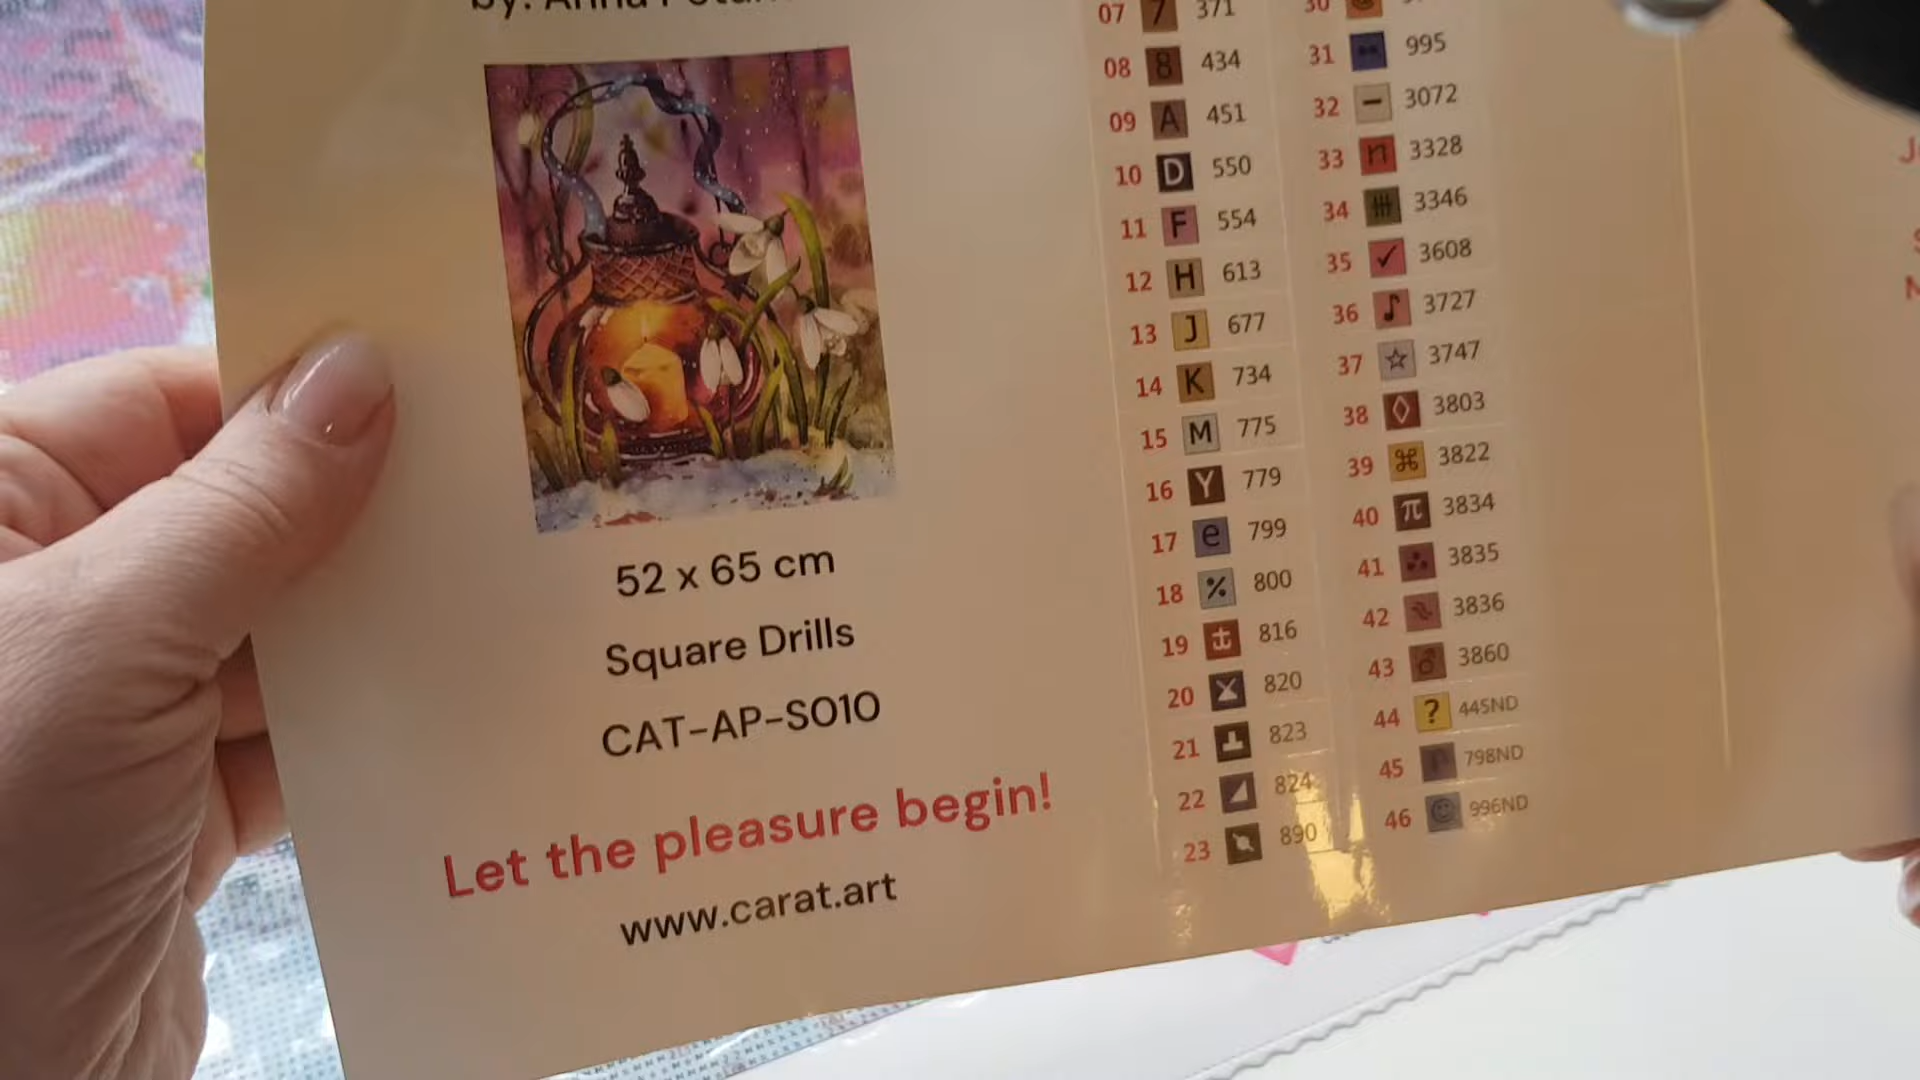 by: Anna
52 x 65 cm
Square Drills
CAT-AP-S010
Let the pleasure begin!
www.carat.art
07 7 371
08 8 434
09 A 451
10 D 550
11 F 554
12 H 613
13 J 677
14 K 734
15 M 775
16 Y 779
17 e 799
18 % 800
19 816
20 820
21 823
22 824
23 890
30
31 995
32 – 3072
33 n 3328
34 3346
35 ✓ 3608
36 ♪ 3727
37 ☆ 3747
38 ◊ 3803
39 ⌘ 3822
40 π 3834
41 3835
42 3836
43 ♂ 3860
44 ? 445ND
45 798ND
46 ☺ 996ND